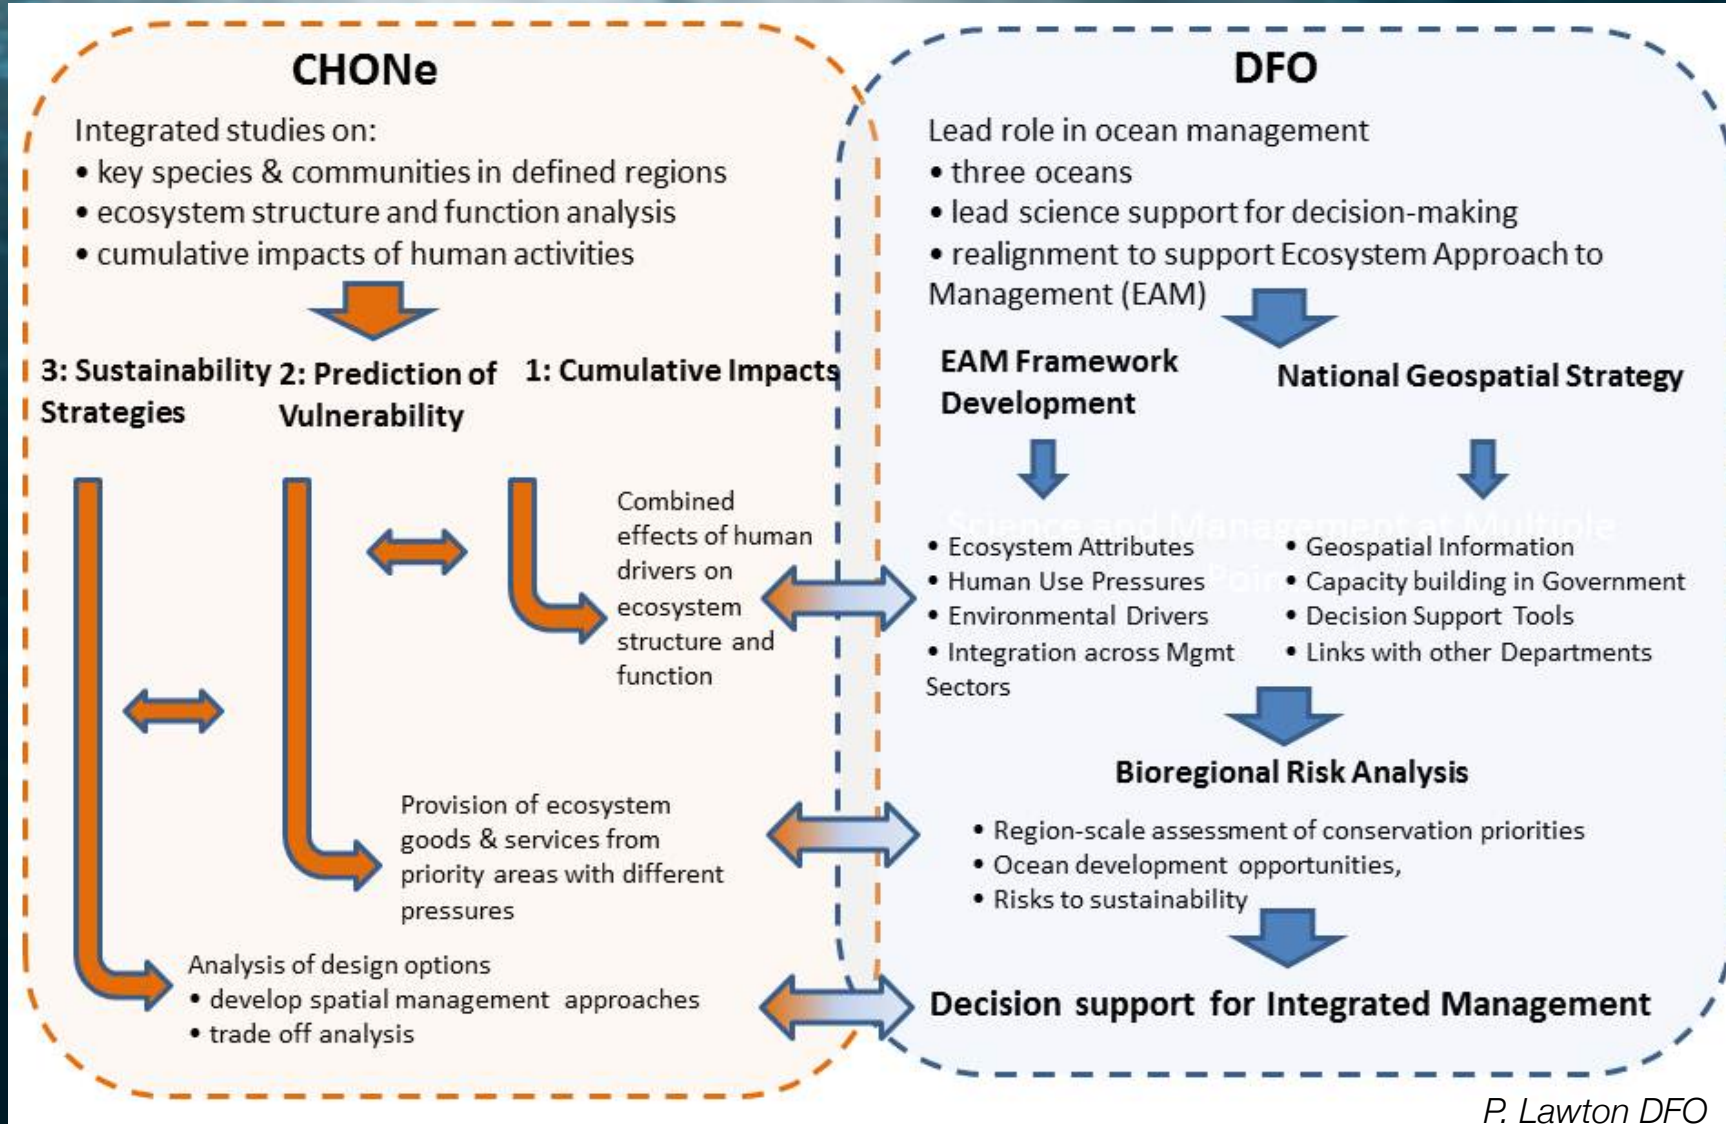 CHONe
Integrated studies on:
• key species & communities in defined regions
• ecosystem structure and function analysis
• cumulative impacts of human activities
3: Sustainability
Strategies
2: Prediction of
Vulnerability
1: Cumulative Impacts
Combined
effects of human
drivers on
ecosystem
structure and
function
Provision of ecosystem
goods & services from
priority areas with different
pressures
Analysis of design options
• develop spatial management approaches
• trade off analysis
DFO
Lead role in ocean management
• three oceans
• lead science support for decision-making
• realignment to support Ecosystem Approach to
Management (EAM)
EAM Framework
Development
National Geospatial Strategy
Science and Management at Multiple
• Ecosystem Attributes
• Human Use Pressures
• Environmental Drivers
• Integration across Mgmt
Sectors
• Geospatial Information
• Capacity building in Government
• Decision Support Tools
• Links with other Departments
Bioregional Risk Analysis
• Region-scale assessment of conservation priorities
• Ocean development opportunities,
• Risks to sustainability
Decision support for Integrated Management
P. Lawton DFO